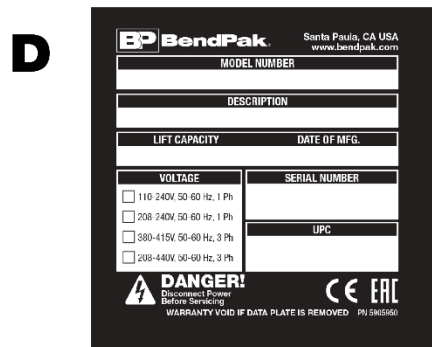 D
BP BendPak.
Santa Paula, CA USA
www.bendpak.com
MODEL NUMBER
DESCRIPTION
LIFT CAPACITY DATE OF MFG.
VOLTAGE
110-240V, 50-60 Hz, 1 Ph
208-240V, 50-60 Hz, 1 Ph
380-415V, 50-60 Hz, 3 Ph
208-440V, 50-60 Hz, 3 Ph
SERIAL NUMBER
UPC
DANGER!
Disconnect Power
Before Servicing
CE EAC
WARRANTY VOID IF DATA PLATE IS REMOVED PN 5905950